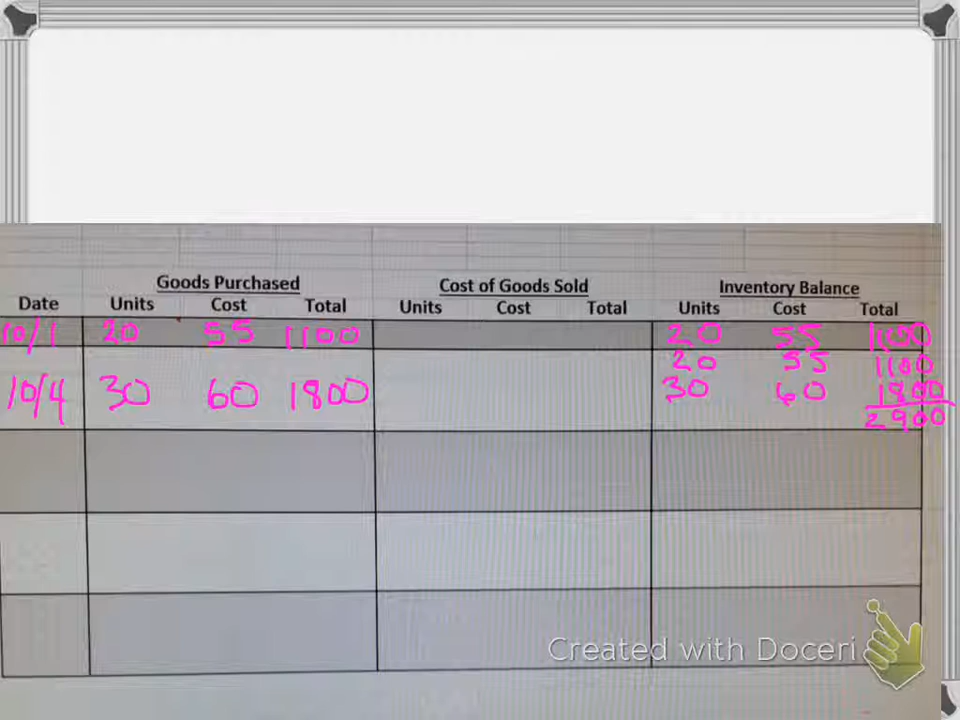 Goods Purchased Cost of Goods Sold Inventory Balance
Date Units Cost Total Units Cost Total Units Cost Total
10/1 20 55 1100 20 55 1100
20 55 1100
10/4 30 60 1800 30 60 1800
2900
Created with Doceri